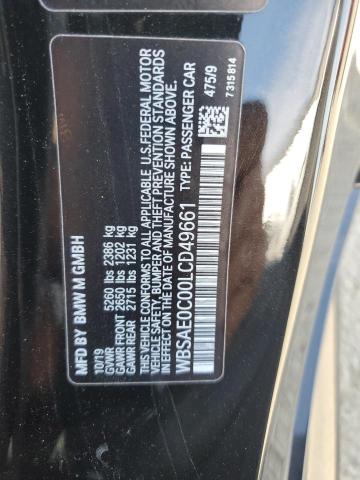 MFD BY: BMW M GMBH
10/19
GVWR 5260 lbs 2386 kg
GAWR FRONT 2650 lbs 1202 kg
GAWR REAR 2715 lbs 1231 kg
THIS VEHICLE CONFORMS TO ALL APPLICABLE U.S.FEDERAL MOTOR
VEHICLE SAFETY, BUMPER AND THEFT PREVENTION STANDARDS
IN EFFECT ON THE DATE OF MANUFACTURE SHOWN ABOVE.
WBSAE0C00LCD49661 TYPE: PASSENGER CAR
475/9
7315814